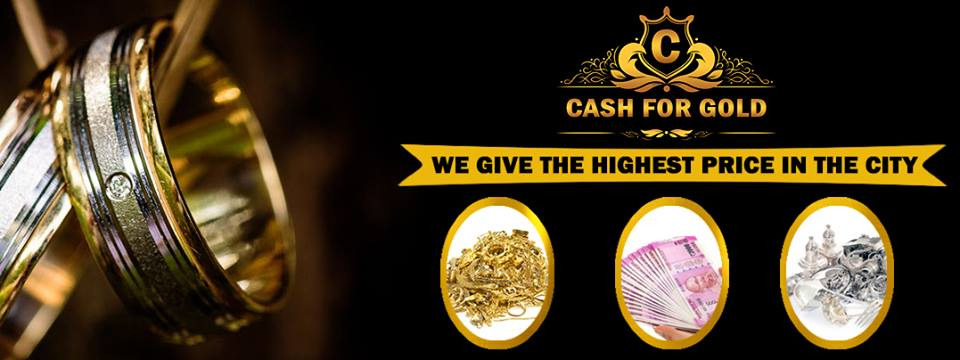 C
CASH FOR GOLD
WE GIVE THE HIGHEST PRICE IN THE CITY